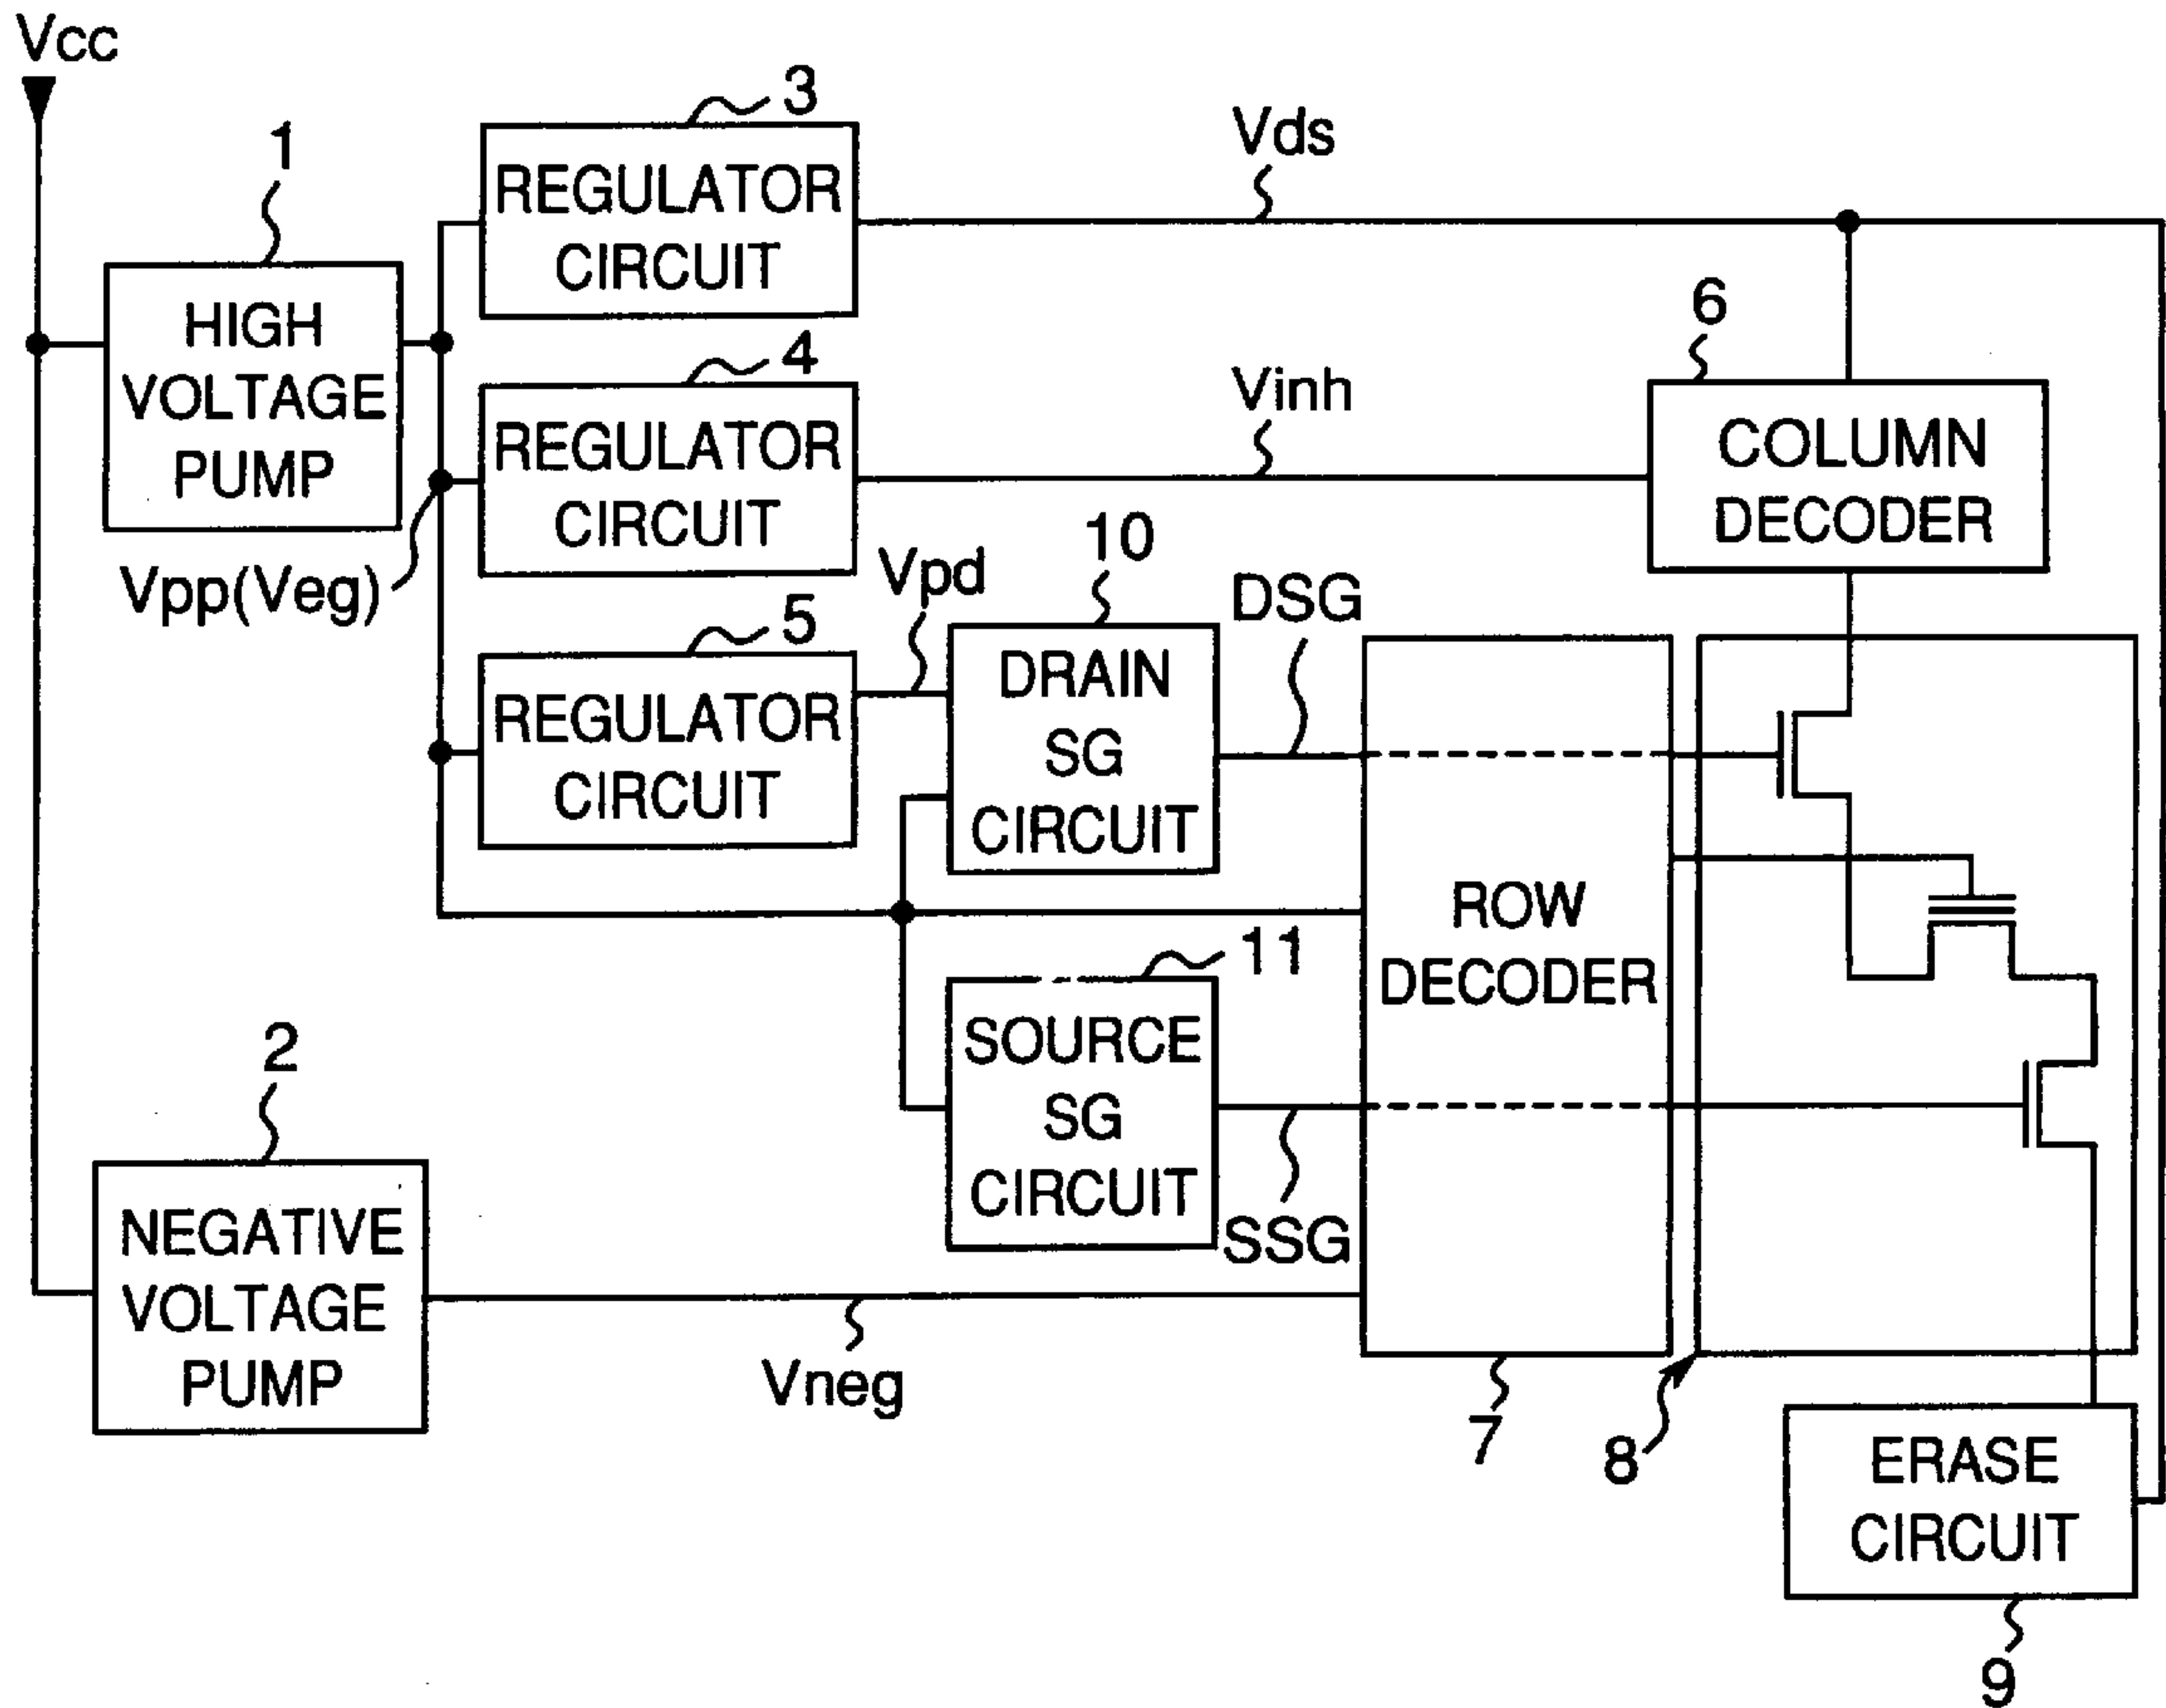 Vcc
3
1
REGULATOR
CIRCUIT
Vds
HIGH
VOLTAGE
PUMP
4
6
REGULATOR
CIRCUIT
Vinh
COLUMN
DECODER
Vpp(Veg)
5
Vpd
10
DSG
REGULATOR
CIRCUIT
DRAIN
SG
CIRCUIT
ROW
DECODER
11
SOURCE
SG
CIRCUIT
SSG
2
NEGATIVE
VOLTAGE
PUMP
Vneg
7
8
ERASE
CIRCUIT
9